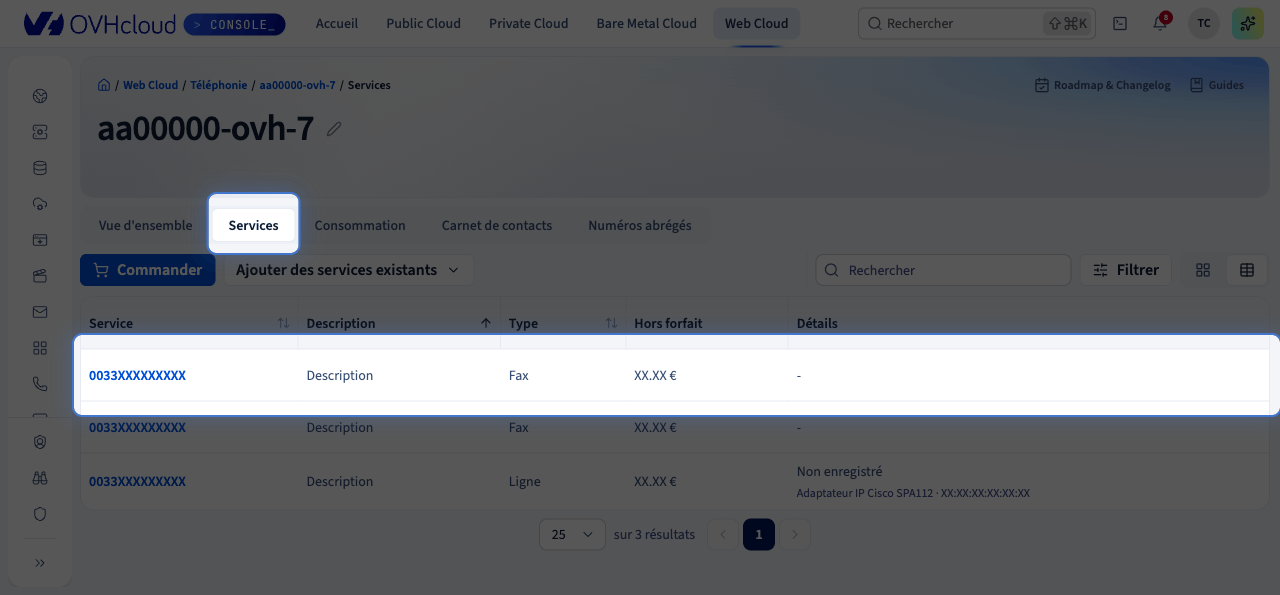 OVHcloud > CONSOLE_ Accueil Public Cloud Private Cloud Bare Metal Cloud Web Cloud Rechercher ⇧⌘K 8 TC
/ Web Cloud / Téléphonie / aa00000-ovh-7 / Services Roadmap & Changelog Guides
aa00000-ovh-7
Vue d'ensemble Services Consommation Carnet de contacts Numéros abrégés
Commander Ajouter des services existants Rechercher Filtrer
Service Description Type Hors forfait Détails
0033XXXXXXXXX Description Fax XX.XX € -
0033XXXXXXXXX Description Fax XX.XX € -
0033XXXXXXXXX Description Ligne XX.XX € Non enregistré
Adaptateur IP Cisco SPA112 · XX:XX:XX:XX:XX:XX
25 sur 3 résultats 1